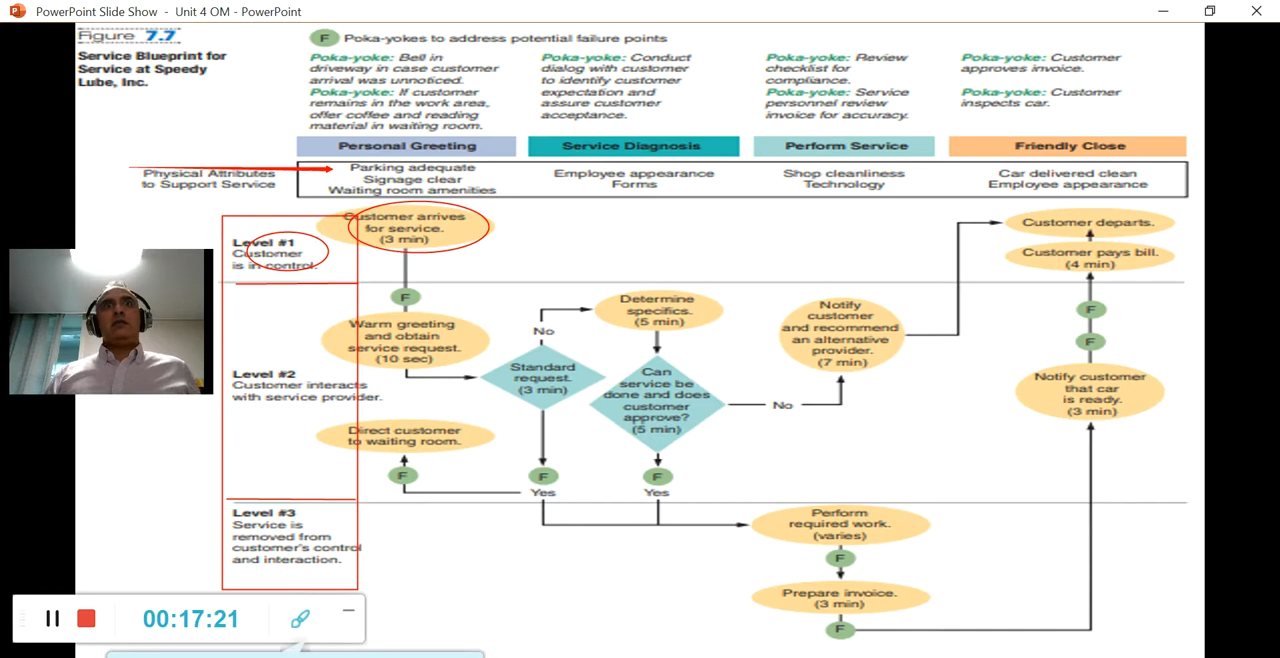 PowerPoint Slide Show - Unit 4 OM - PowerPoint
Figure 7.7
Service Blueprint for
Service at Speedy
Lube, Inc.
F Poka-yokes to address potential failure points
Poka-yoke: Bell in
driveway in case customer
arrival was unnoticed.
Poka-yoke: If customer
remains in the work area,
offer coffee and reading
material in waiting room.
Poka-yoke: Conduct
dialog with customer
to identify customer
expectation and
assure customer
acceptance.
Poka-yoke: Review
checklist for
compliance.
Poka-yoke: Service
personnel review
invoice for accuracy.
Poka-yoke: Customer
approves invoice.
Poka-yoke: Customer
inspects car.
Personal Greeting
Service Diagnosis
Perform Service
Friendly Close
Physical Attributes
to Support Service
Parking adequate
Signage clear
Waiting room amenities
Employee appearance
Forms
Shop cleanliness
Technology
Car delivered clean
Employee appearance
Level #1
Customer
is in control.
Customer arrives
for service.
(3 min)
Customer departs.
Customer pays bill.
(4 min)
F
F
F
Level #2
Customer interacts
with service provider.
Warm greeting
and obtain
service request.
(10 sec)
No
Standard
request.
(3 min)
Determine
specifics.
(5 min)
Can
service be
done and does
customer
approve?
(5 min)
No
Notify
customer
and recommend
an alternative
provider.
(7 min)
Notify customer
that car
is ready.
(3 min)
Direct customer
to waiting room.
F
F
F
Yes
Yes
Level #3
Service is
removed from
customer's control
and interaction.
Perform
required work.
(varies)
F
Prepare invoice.
(3 min)
F
00:17:21